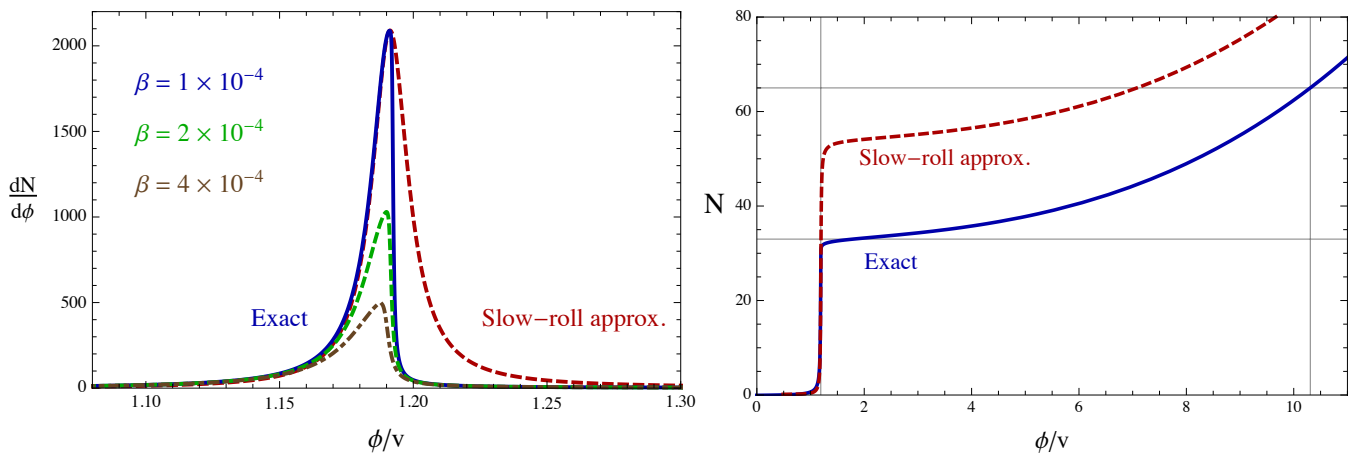 2000
1500
1000
500
0
dN
dϕ
β = 1 × 10⁻⁴
β = 2 × 10⁻⁴
β = 4 × 10⁻⁴
Exact
Slow−roll approx.
1.10
1.15
1.20
1.25
1.30
ϕ/v
80
60
40
20
0
N
Slow−roll approx.
Exact
0
2
4
6
8
10
ϕ/v